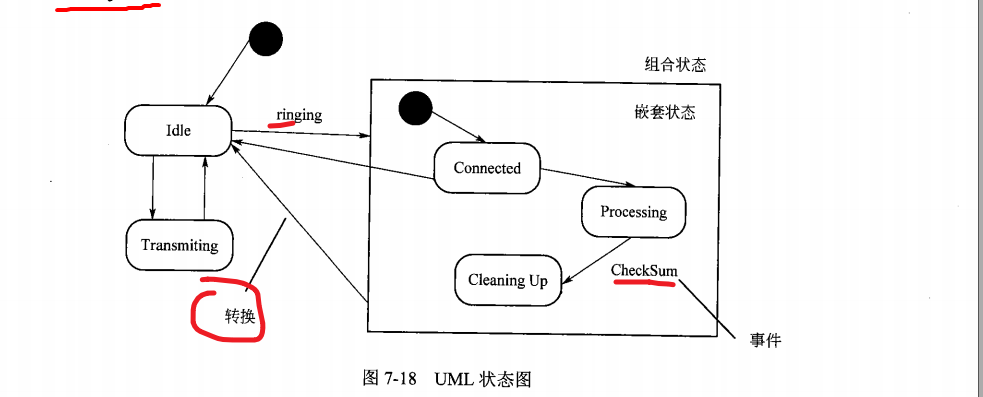 组合状态
ringing
嵌套状态
Idle
Connected
Processing
Transmiting
CheckSum
Cleaning Up
转换
事件
图 7-18 UML 状态图